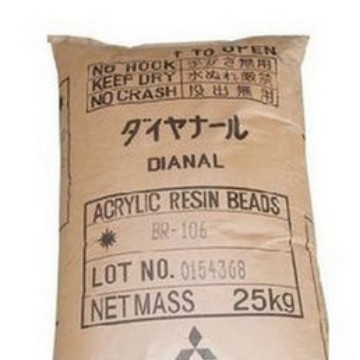 ↑ TO OPEN
NO HOOK 手かぎ無用
KEEP DRY 水ぬれ厳禁
NO CRASH 投出無用
ダイヤナール
DIANAL
ACRYLIC RESIN BEADS
BR-106
LOT NO. 0154368
NET MASS 25kg